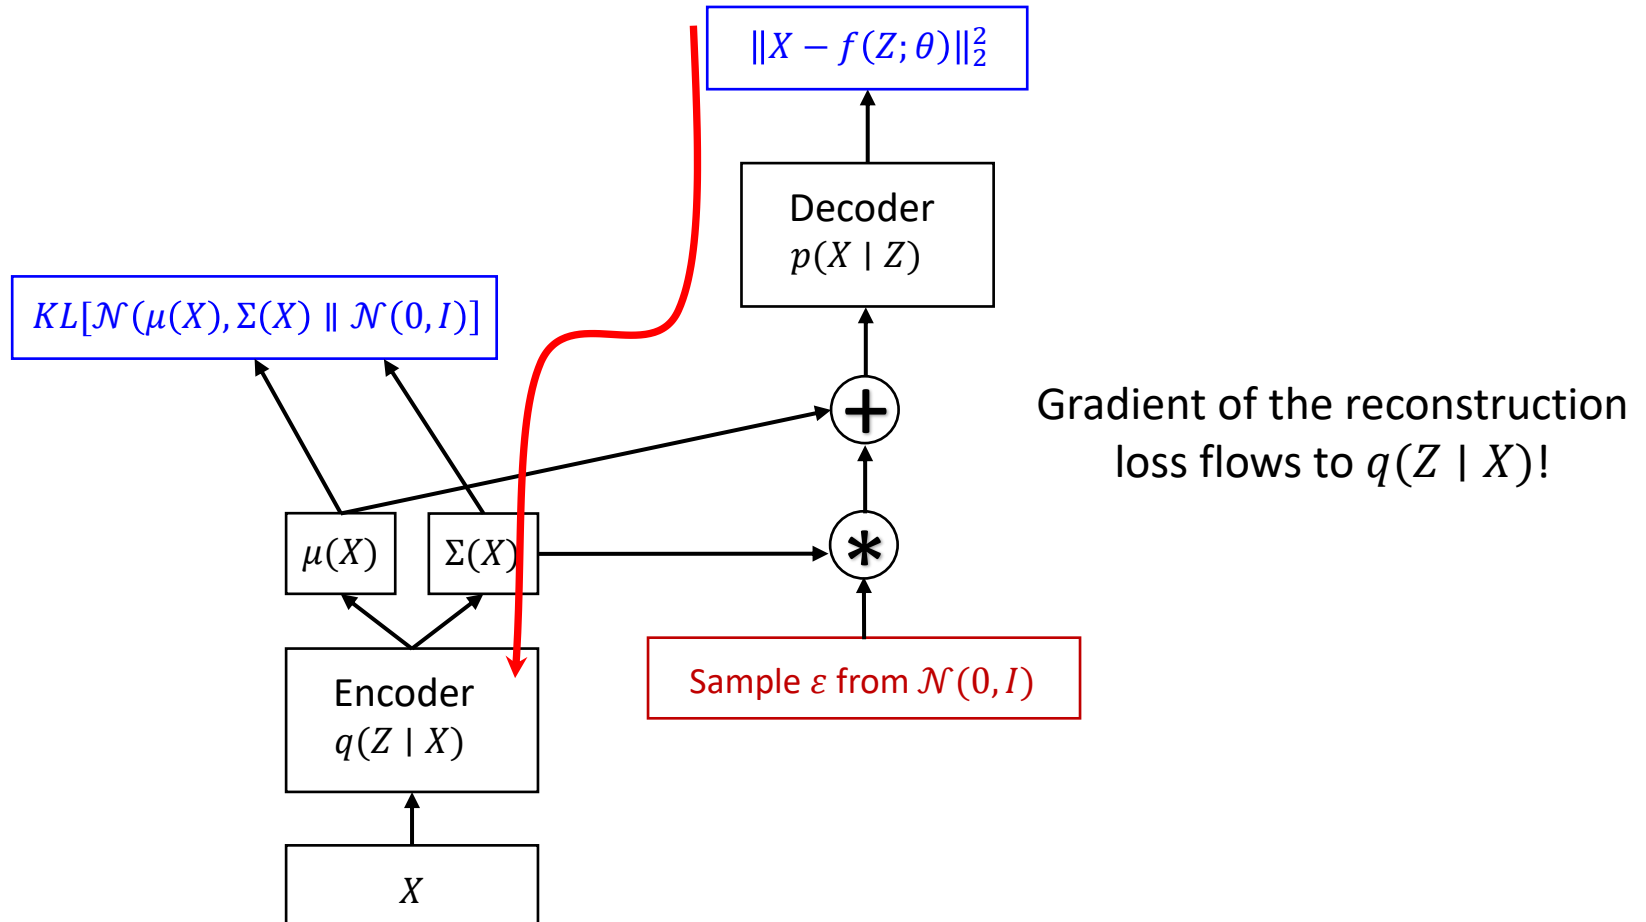 ‖X − f(Z; θ)‖₂²
Decoder
p(X | Z)
KL[𝒩(μ(X), Σ(X) ∥ 𝒩(0, I)]
+
Gradient of the reconstruction
loss flows to q(Z | X)!
μ(X)
Σ(X)
*
Encoder
q(Z | X)
Sample ε from 𝒩(0, I)
X